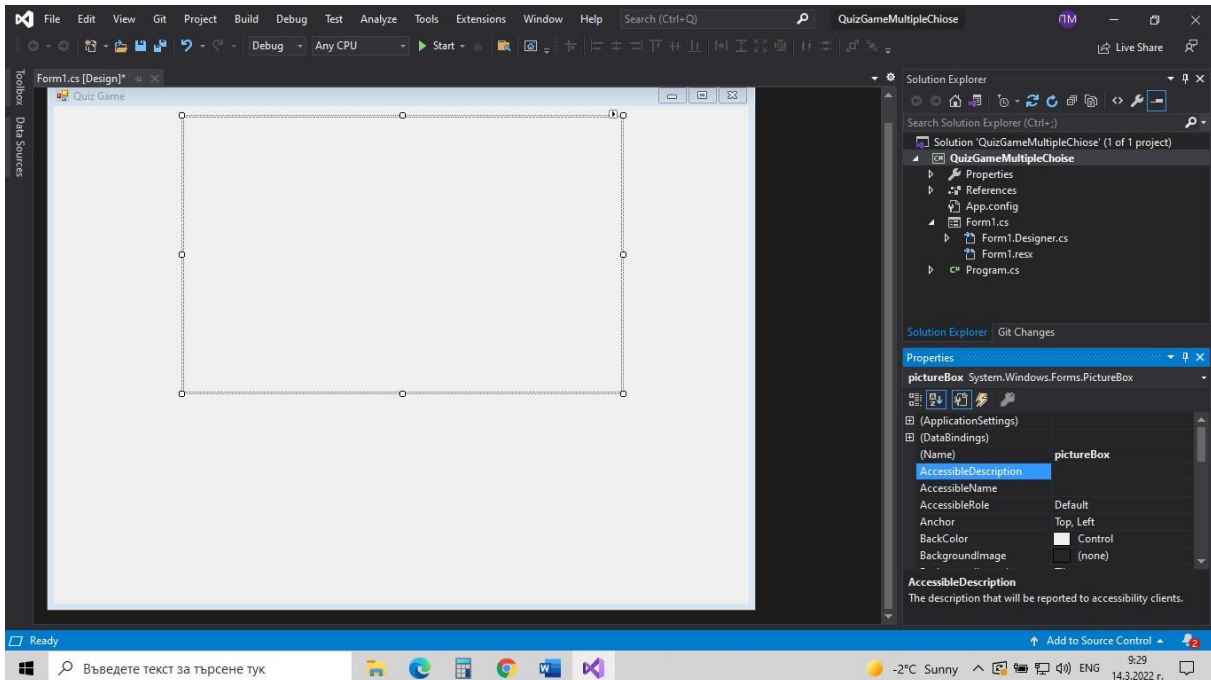 File Edit View Git Project Build Debug Test Analyze Tools Extensions Window Help Search (Ctrl+Q) QuizGameMultipleChiose ПМ
Debug Any CPU Start Live Share
Toolbox
Data Sources
Form1.cs [Design]*
Quiz Game
Solution Explorer
Search Solution Explorer (Ctrl+;)
Solution 'QuizGameMultipleChiose' (1 of 1 project)
C# QuizGameMultipleChoise
Properties
References
App.config
Form1.cs
Form1.Designer.cs
Form1.resx
C# Program.cs
Solution Explorer Git Changes
Properties
pictureBox System.Windows.Forms.PictureBox
(ApplicationSettings)
(DataBindings)
(Name) pictureBox
AccessibleDescription
AccessibleName
AccessibleRole Default
Anchor Top, Left
BackColor Control
BackgroundImage (none)
AccessibleDescription
The description that will be reported to accessibility clients.
Ready Add to Source Control 2
Въведете текст за търсене тук -2°C Sunny ENG 9:29
14.3.2022 г.